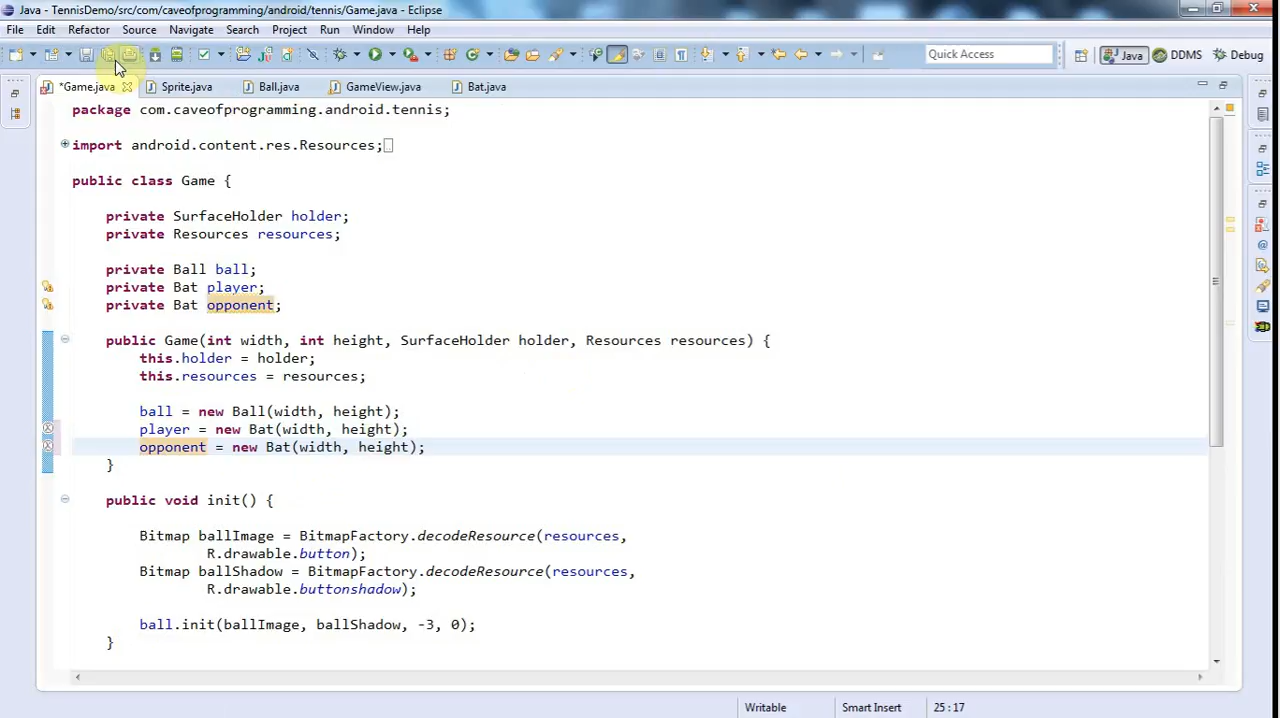 Java - TennisDemo/src/com/caveofprogramming/android/tennis/Game.java - Eclipse
File Edit Refactor Source Navigate Search Project Run Window Help
Quick Access Java DDMS Debug
*Game.java Sprite.java Ball.java GameView.java Bat.java
package com.caveofprogramming.android.tennis;
import android.content.res.Resources;
public class Game {
private SurfaceHolder holder;
private Resources resources;
private Ball ball;
private Bat player;
private Bat opponent;
public Game(int width, int height, SurfaceHolder holder, Resources resources) {
this.holder = holder;
this.resources = resources;
ball = new Ball(width, height);
player = new Bat(width, height);
opponent = new Bat(width, height);
}
public void init() {
Bitmap ballImage = BitmapFactory.decodeResource(resources,
R.drawable.button);
Bitmap ballShadow = BitmapFactory.decodeResource(resources,
R.drawable.buttonshadow);
ball.init(ballImage, ballShadow, -3, 0);
}
Writable Smart Insert 25 : 17